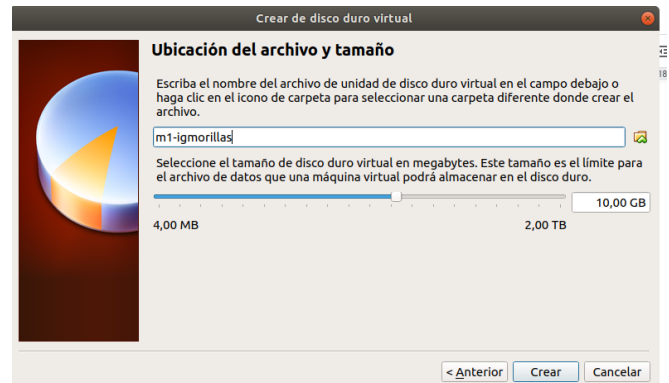 Crear de disco duro virtual
Ubicación del archivo y tamaño
Escriba el nombre del archivo de unidad de disco duro virtual en el campo debajo o
haga clic en el icono de carpeta para seleccionar una carpeta diferente donde crear el
archivo.
m1-igmorillas
Seleccione el tamaño de disco duro virtual en megabytes. Este tamaño es el límite para
el archivo de datos que una máquina virtual podrá almacenar en el disco duro.
10,00 GB
4,00 MB 2,00 TB
< Anterior Crear Cancelar
18